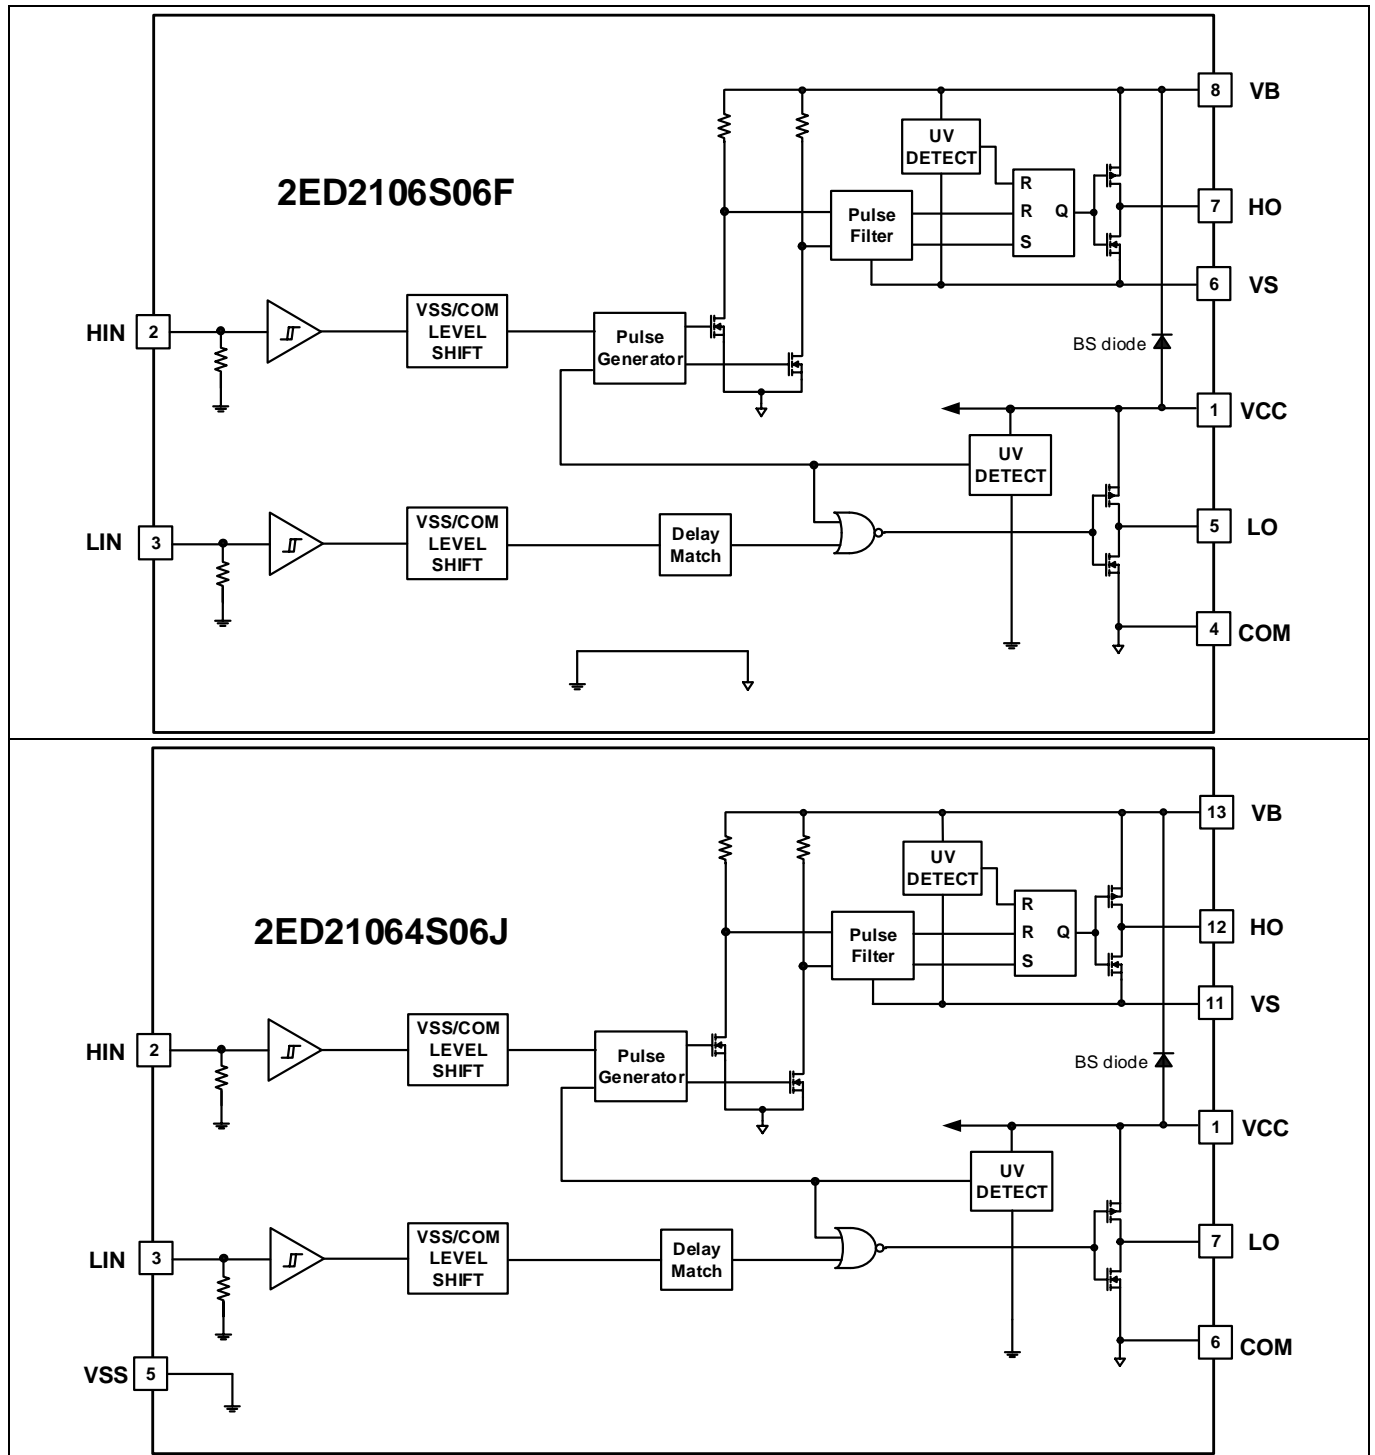 2ED2106S06F
8 VB
UV
DETECT
R
R Q
S
Pulse
Filter
7 HO
6 VS
HIN 2
VSS/COM
LEVEL
SHIFT
Pulse
Generator
BS diode
1 VCC
UV
DETECT
LIN 3
VSS/COM
LEVEL
SHIFT
Delay
Match
5 LO
4 COM
2ED21064S06J
13 VB
UV
DETECT
R
R Q
S
Pulse
Filter
12 HO
11 VS
HIN 2
VSS/COM
LEVEL
SHIFT
Pulse
Generator
BS diode
1 VCC
UV
DETECT
LIN 3
VSS/COM
LEVEL
SHIFT
Delay
Match
7 LO
6 COM
VSS 5